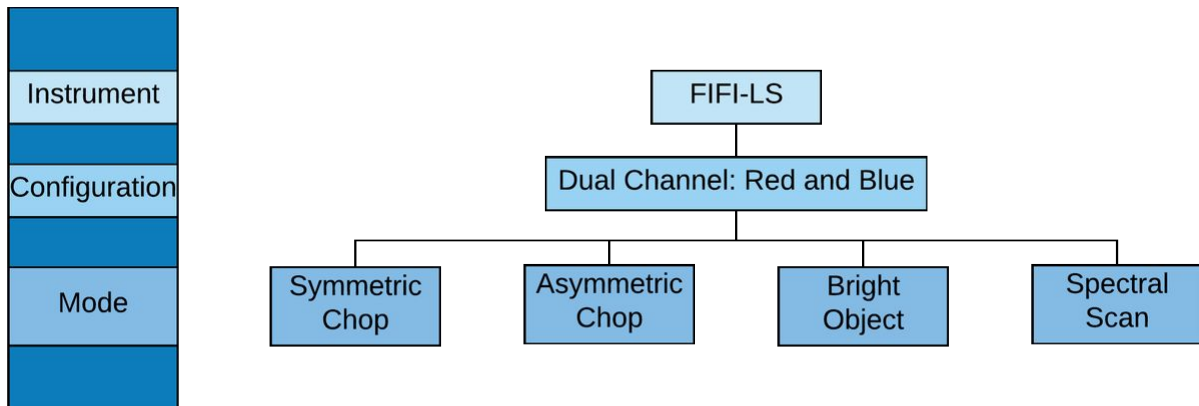 Instrument
FIFI-LS
Configuration
Dual Channel: Red and Blue
Mode
Symmetric
Chop
Asymmetric
Chop
Bright
Object
Spectral
Scan